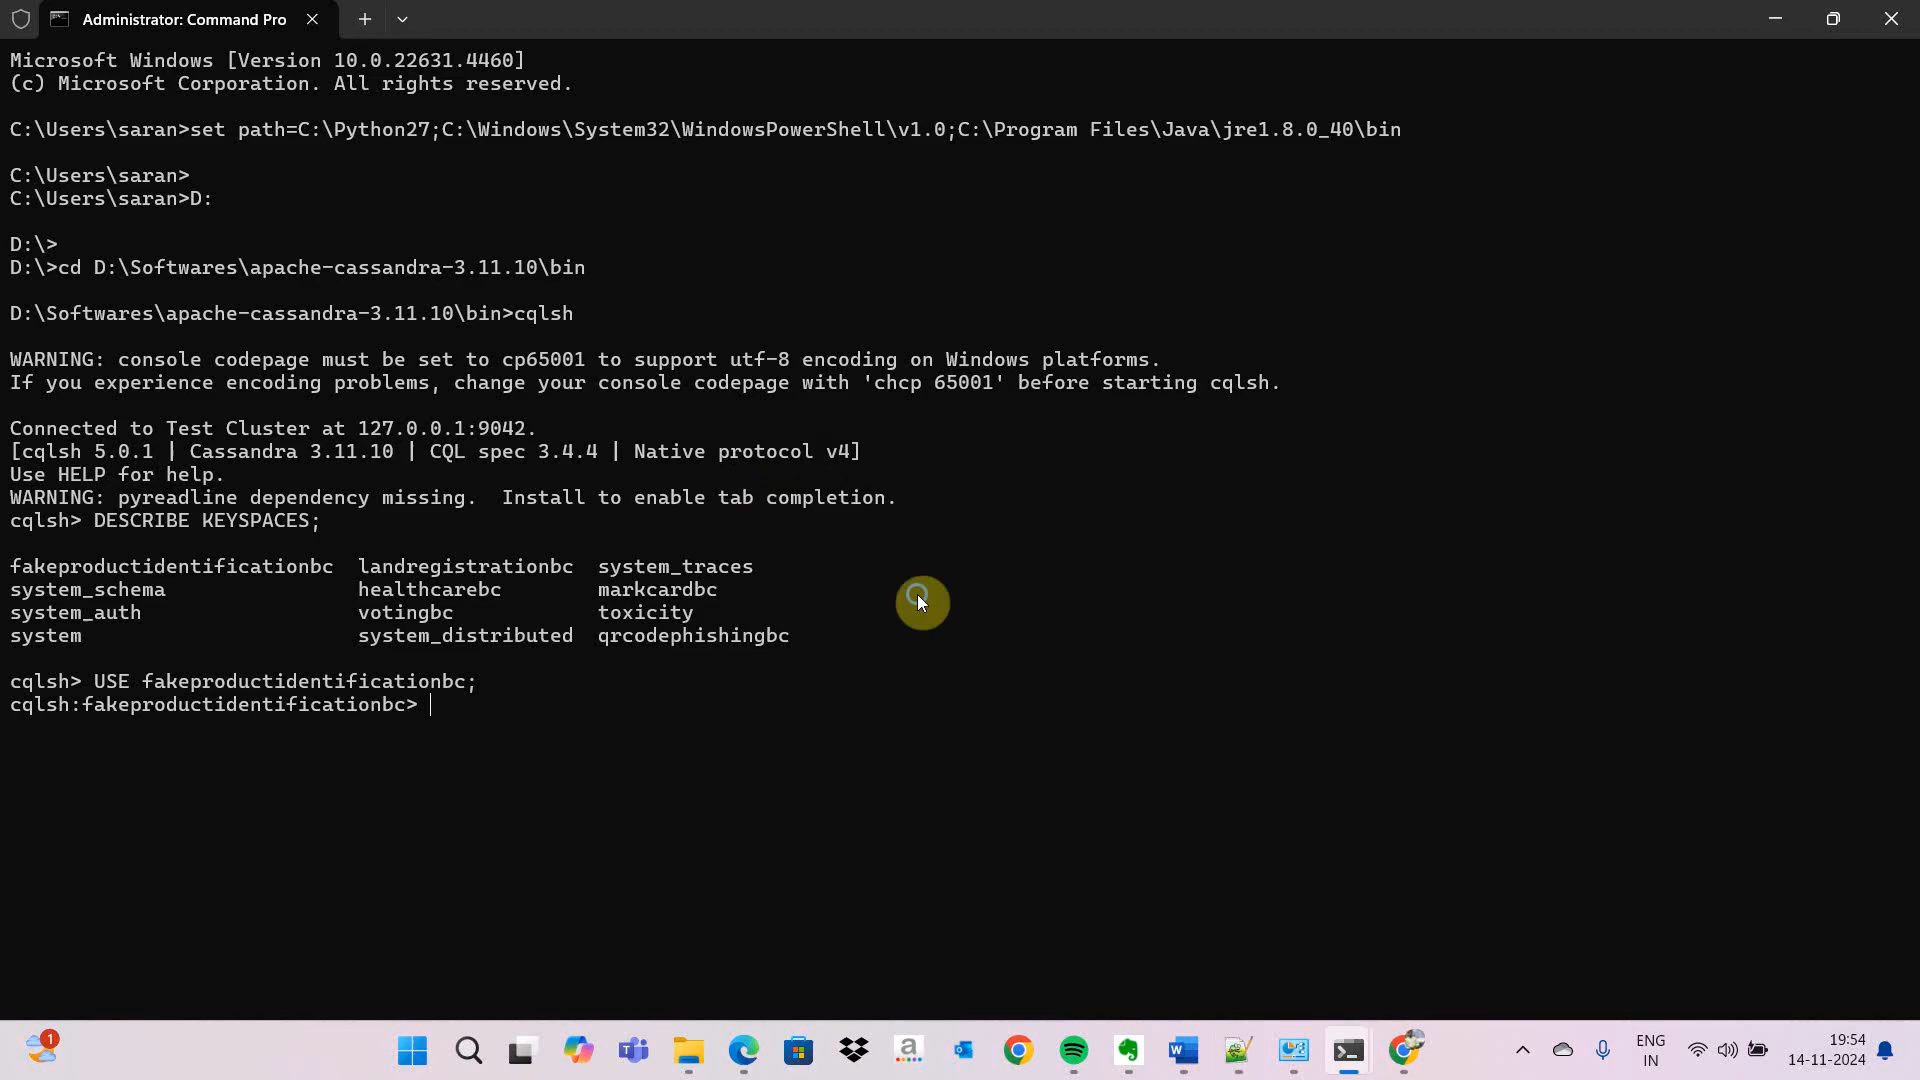 Administrator: Command Pro
Microsoft Windows [Version 10.0.22631.4460]
(c) Microsoft Corporation. All rights reserved.
C:\Users\saran>set path=C:\Python27;C:\Windows\System32\WindowsPowerShell\v1.0;C:\Program Files\Java\jre1.8.0_40\bin
C:\Users\saran>
C:\Users\saran>D:
D:\>
D:\>cd D:\Softwares\apache-cassandra-3.11.10\bin
D:\Softwares\apache-cassandra-3.11.10\bin>cqlsh
WARNING: console codepage must be set to cp65001 to support utf-8 encoding on Windows platforms.
If you experience encoding problems, change your console codepage with 'chcp 65001' before starting cqlsh.
Connected to Test Cluster at 127.0.0.1:9042.
[cqlsh 5.0.1 | Cassandra 3.11.10 | CQL spec 3.4.4 | Native protocol v4]
Use HELP for help.
WARNING: pyreadline dependency missing.  Install to enable tab completion.
cqlsh> DESCRIBE KEYSPACES;
fakeproductidentificationbc  landregistrationbc  system_traces
system_schema                healthcarebc        markcardbc
system_auth                  votingbc            toxicity
system                       system_distributed  qrcodephishingbc
cqlsh> USE fakeproductidentificationbc;
cqlsh:fakeproductidentificationbc>
1
ENG
IN
19:54
14-11-2024